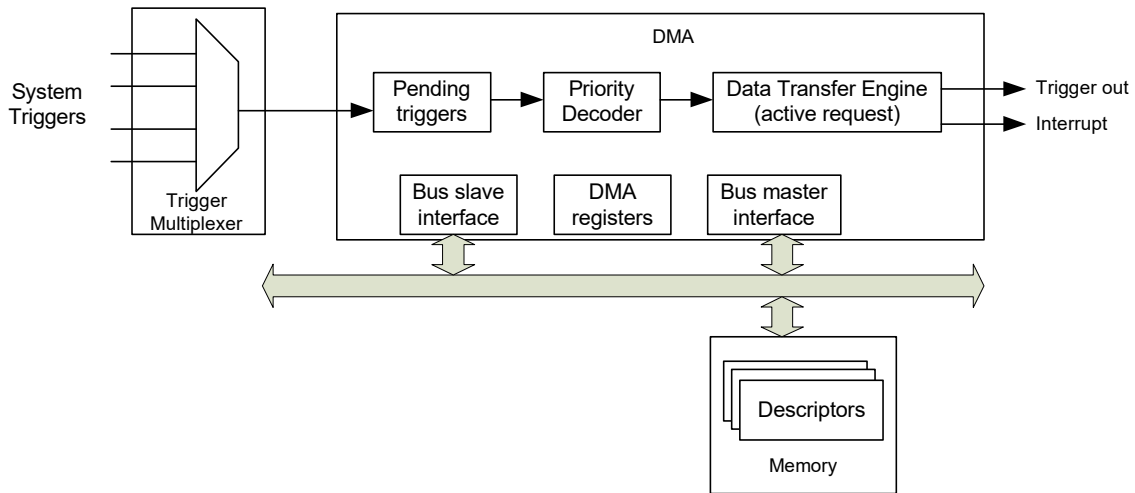 DMA
System
Triggers
Pending
triggers
Priority
Decoder
Data Transfer Engine
(active request)
Trigger out
Interrupt
Trigger
Multiplexer
Bus slave
interface
DMA
registers
Bus master
interface
Descriptors
Memory